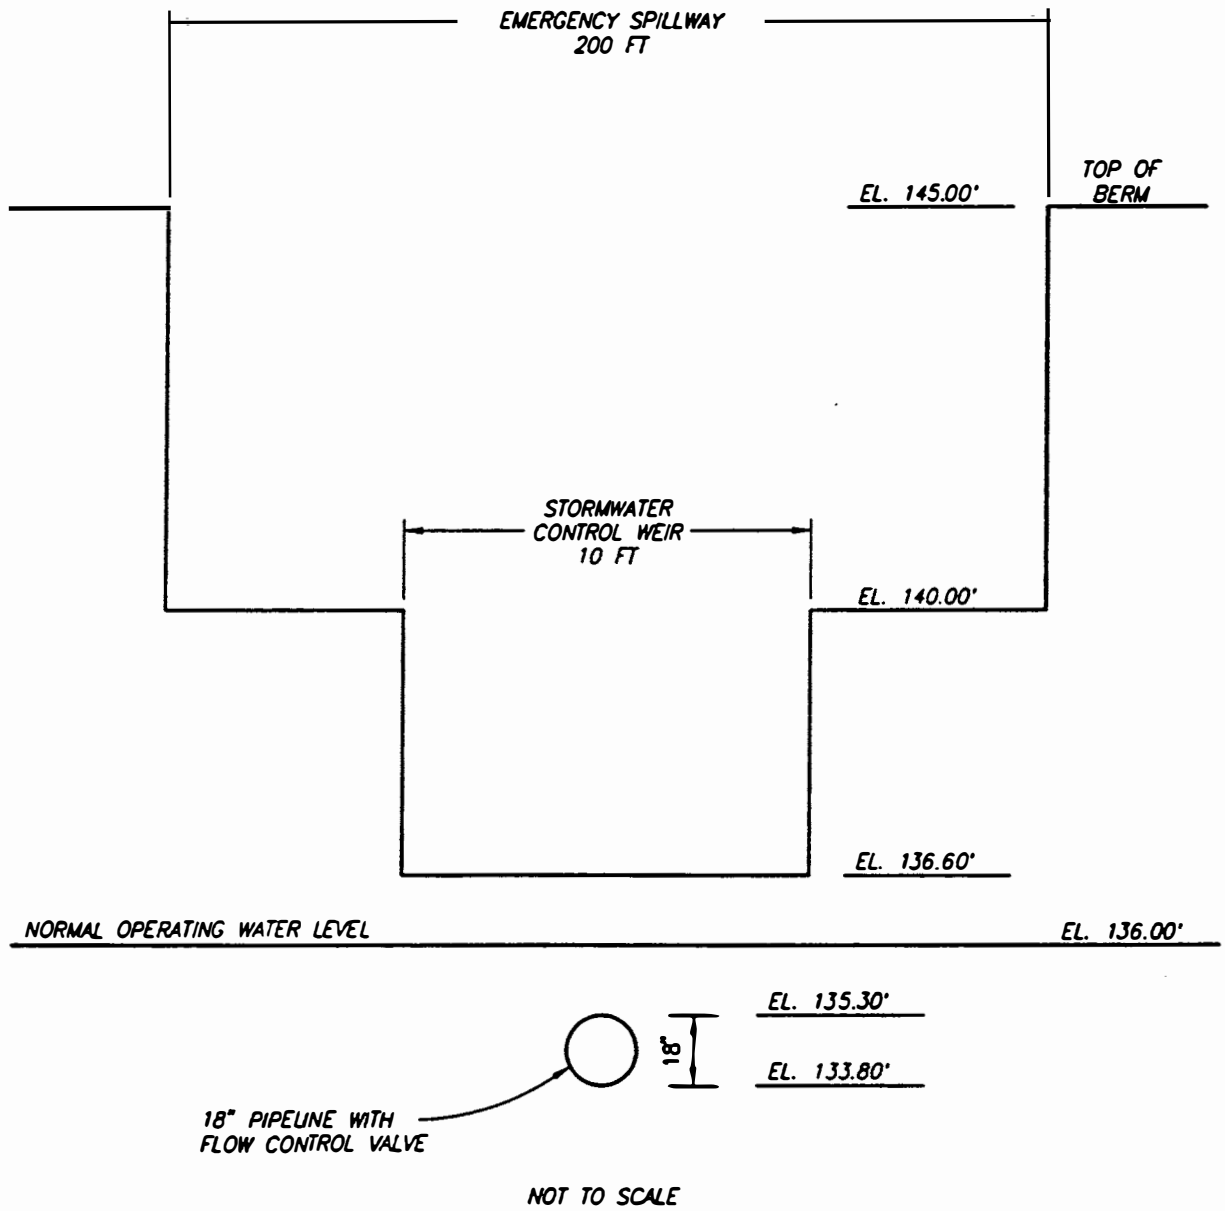 EMERGENCY SPILLWAY
200 FT
TOP OF
BERM
EL. 145.00'
STORMWATER
CONTROL WEIR
10 FT
EL. 140.00'
EL. 136.60'
NORMAL OPERATING WATER LEVEL
EL. 136.00'
EL. 135.30'
18"
EL. 133.80'
18" PIPELINE WITH
FLOW CONTROL VALVE
NOT TO SCALE